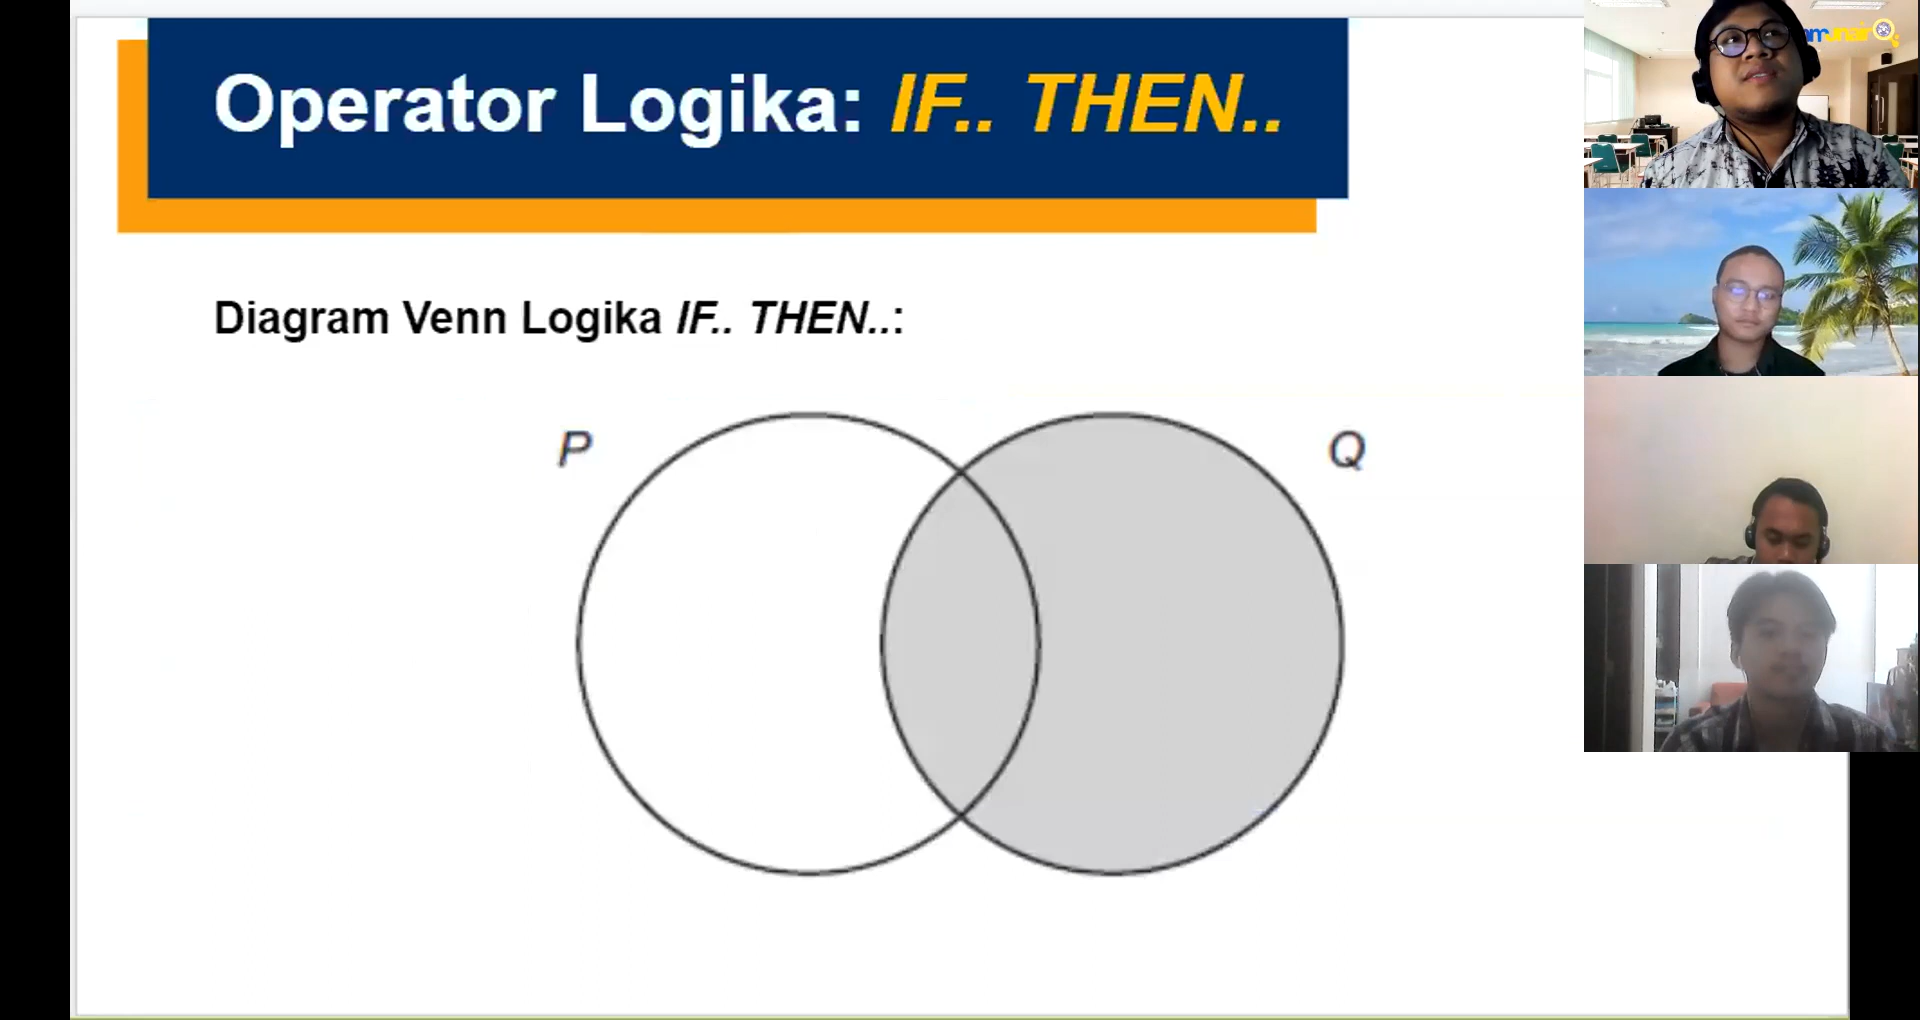 Operator Logika: IF.. THEN..
Diagram Venn Logika IF.. THEN..:
P
Q